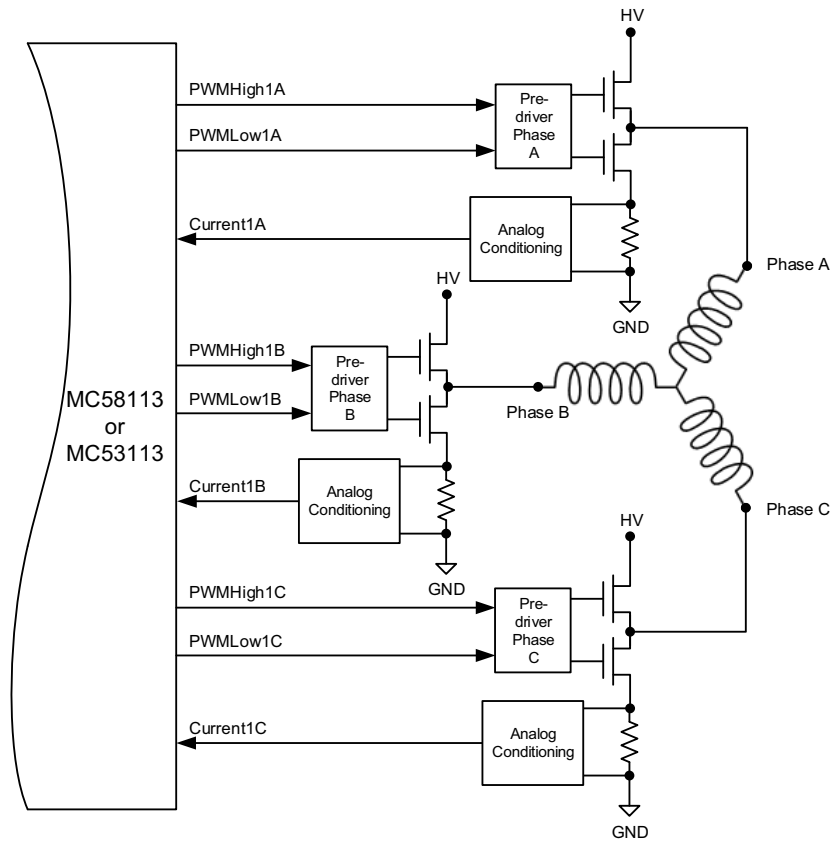 HV
PWMHigh1A
Pre-
driver
Phase
A
PWMLow1A
Current1A
Analog
Conditioning
Phase A
GND
HV
PWMHigh1B
Pre-
driver
Phase
B
PWMLow1B
Phase B
MC58113
or
MC53113
Current1B
Analog
Conditioning
Phase C
HV
GND
PWMHigh1C
Pre-
driver
Phase
C
PWMLow1C
Current1C
Analog
Conditioning
GND